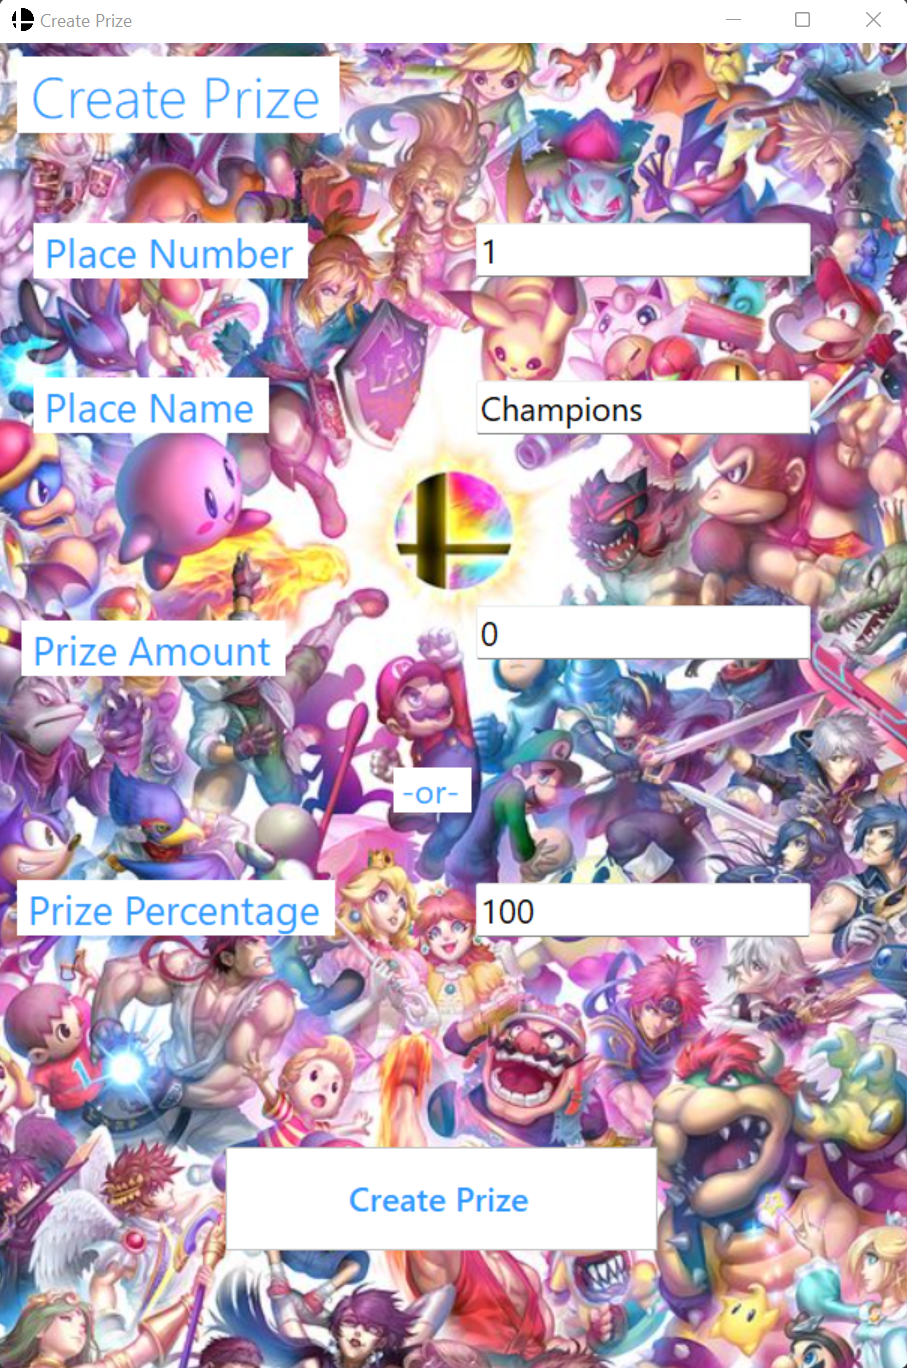 Create Prize
Create Prize
Place Number
1
Place Name
Champions
Prize Amount
0
-or-
Prize Percentage
100
Create Prize